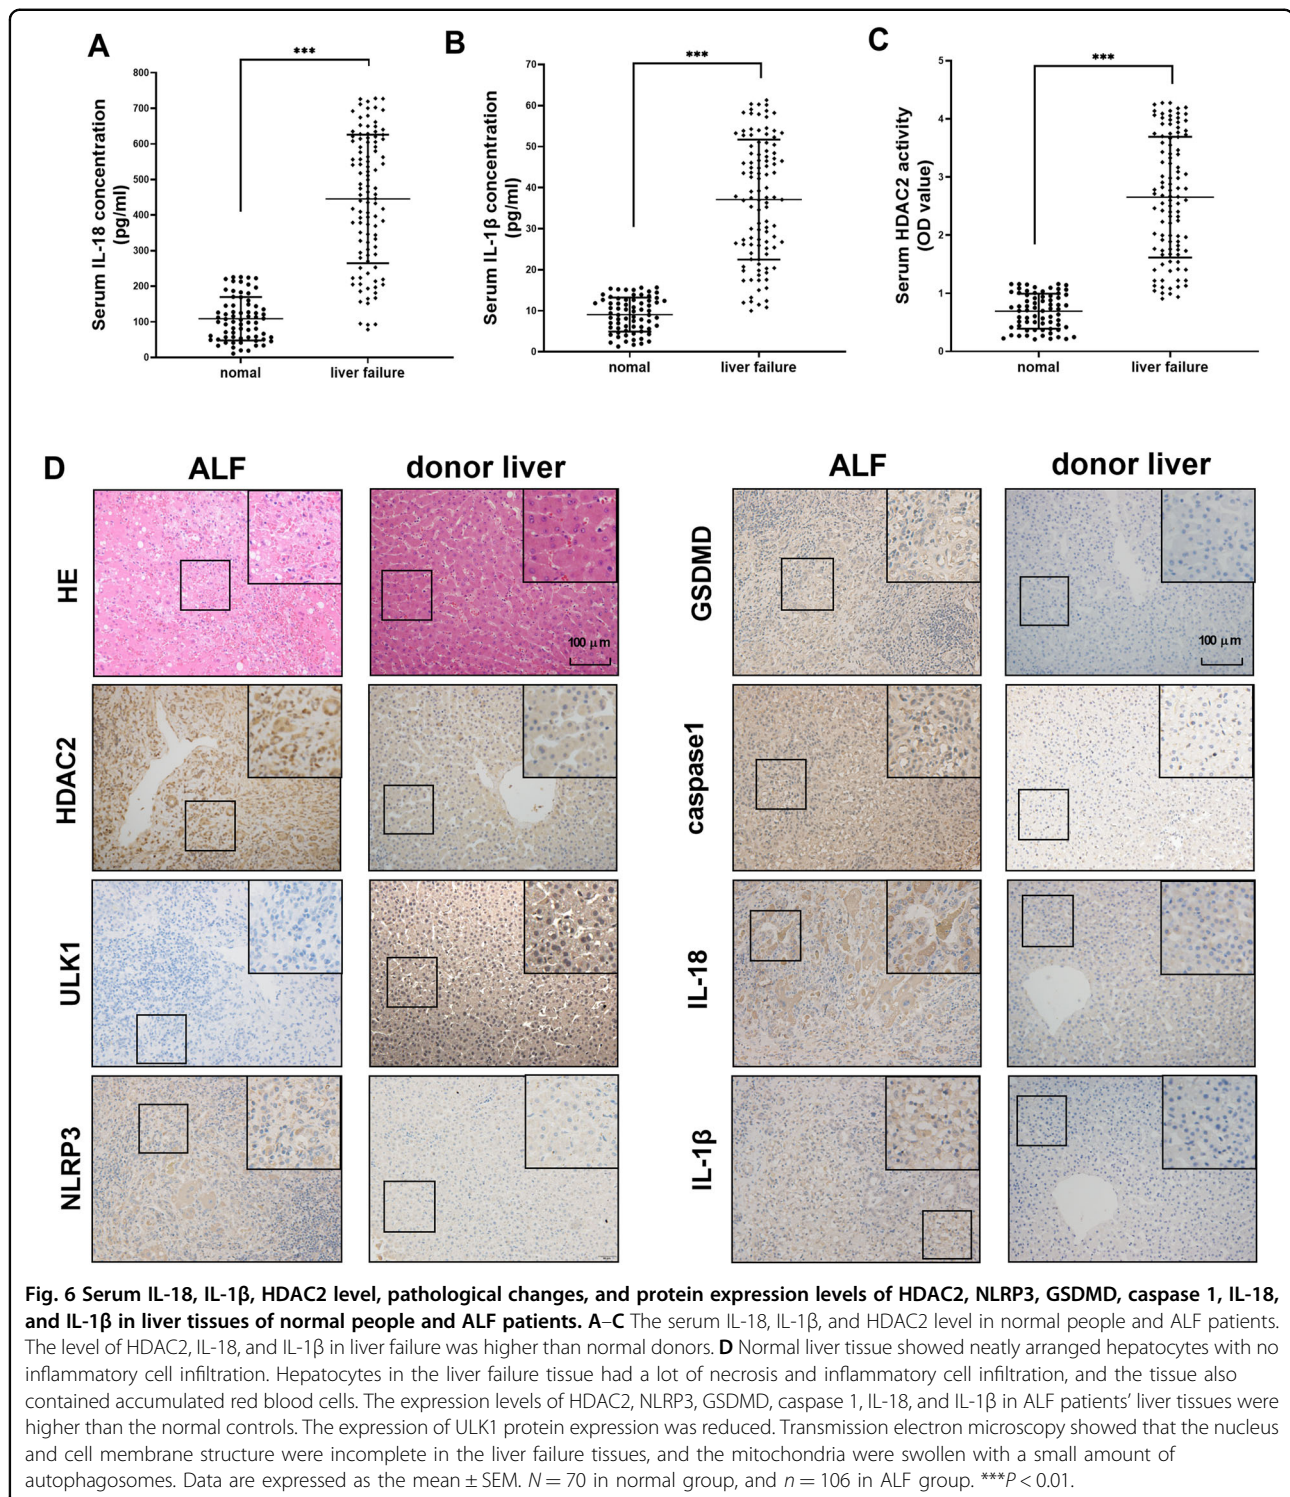 A
B
C
***
***
***
Serum IL-18 concentration
(pg/ml)
800
700
600
500
400
300
200
100
0
nomal
liver failure
Serum IL-1β concentration
(pg/ml)
70
60
50
40
30
20
10
0
nomal
liver failure
Serum HDAC2 activity
(OD value)
5
4
3
2
1
0
nomal
liver failure
D
ALF
donor liver
ALF
donor liver
HE
100 μm
GSDMD
100 μm
HDAC2
caspase1
ULK1
IL-18
NLRP3
IL-1β
Fig. 6 Serum IL-18, IL-1β, HDAC2 level, pathological changes, and protein expression levels of HDAC2, NLRP3, GSDMD, caspase 1, IL-18,
and IL-1β in liver tissues of normal people and ALF patients. A–C The serum IL-18, IL-1β, and HDAC2 level in normal people and ALF patients.
The level of HDAC2, IL-18, and IL-1β in liver failure was higher than normal donors. D Normal liver tissue showed neatly arranged hepatocytes with no
inflammatory cell infiltration. Hepatocytes in the liver failure tissue had a lot of necrosis and inflammatory cell infiltration, and the tissue also
contained accumulated red blood cells. The expression levels of HDAC2, NLRP3, GSDMD, caspase 1, IL-18, and IL-1β in ALF patients’ liver tissues were
higher than the normal controls. The expression of ULK1 protein expression was reduced. Transmission electron microscopy showed that the nucleus
and cell membrane structure were incomplete in the liver failure tissues, and the mitochondria were swollen with a small amount of
autophagosomes. Data are expressed as the mean ± SEM. N = 70 in normal group, and n = 106 in ALF group. ***P < 0.01.